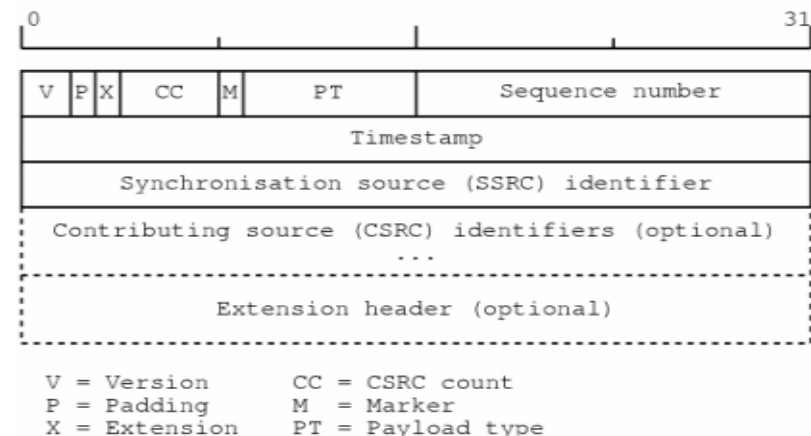 0 31
V P X CC M PT Sequence number
Timestamp
Synchronisation source (SSRC) identifier
Contributing source (CSRC) identifiers (optional)
...
Extension header (optional)
V = Version CC = CSRC count
P = Padding M = Marker
X = Extension PT = Payload type